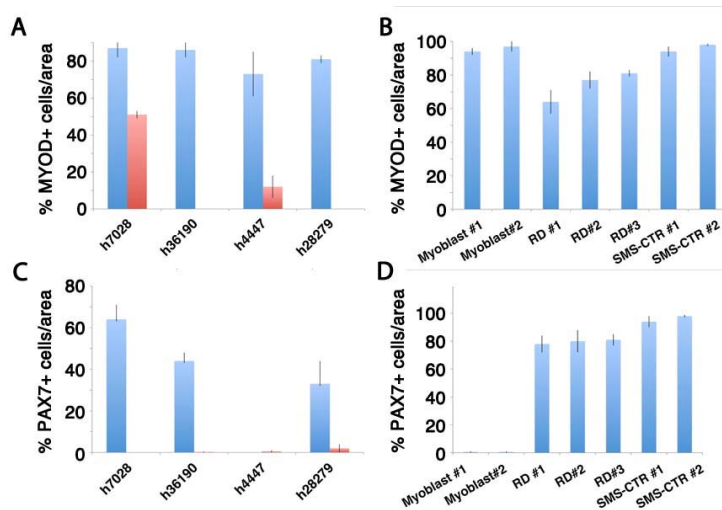 A
% MYOD+ cells/area
80
60
40
20
0
h7028
h36190
h4447
h28279
B
% MYOD+ cells/area
100
80
60
40
20
0
Myoblast #1
Myoblast#2
RD #1
RD#2
RD#3
SMS-CTR #1
SMS-CTR #2
C
% PAX7+ cells/area
80
60
40
20
0
h7028
h36190
h4447
h28279
D
% PAX7+ cells/area
100
80
60
40
20
0
Myoblast #1
Myoblast#2
RD #1
RD#2
RD#3
SMS-CTR #1
SMS-CTR #2